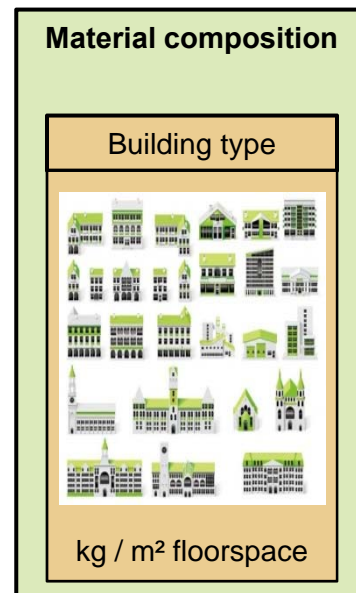 Material composition
Building type
kg / m² floorspace